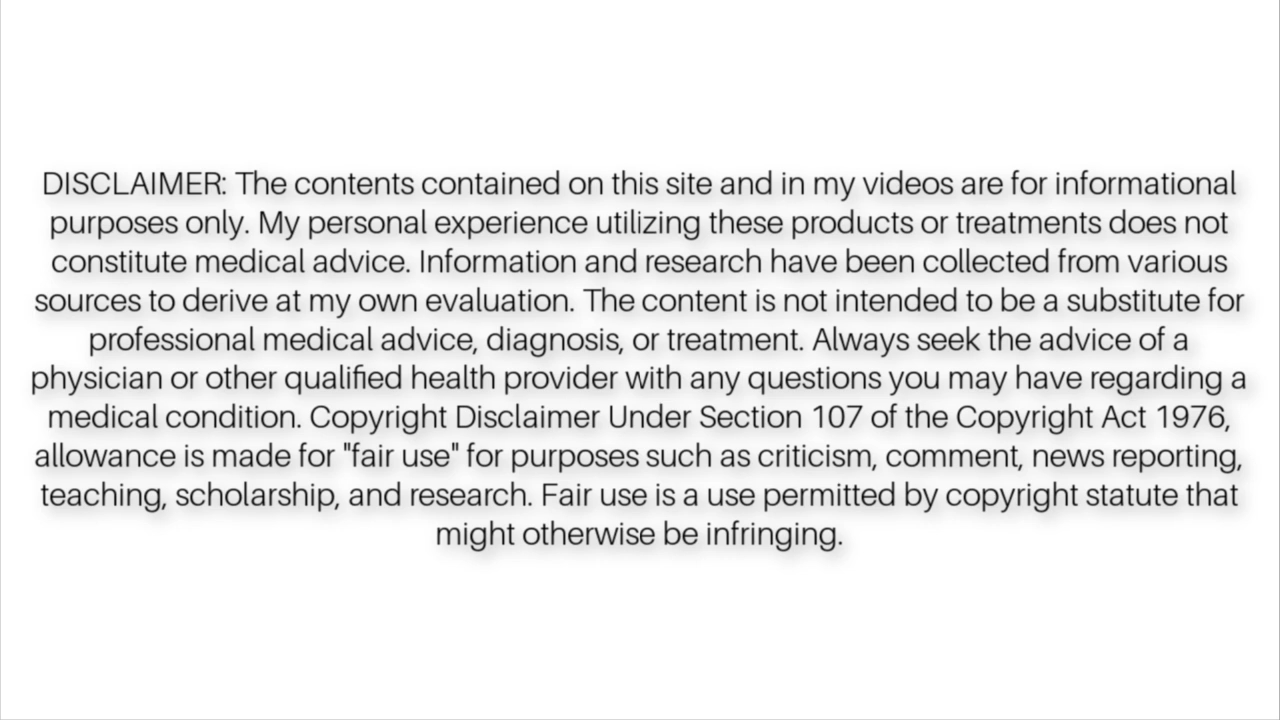 DISCLAIMER: The contents contained on this site and in my videos are for informational
purposes only. My personal experience utilizing these products or treatments does not
constitute medical advice. Information and research have been collected from various
sources to derive at my own evaluation. The content is not intended to be a substitute for
professional medical advice, diagnosis, or treatment. Always seek the advice of a
physician or other qualified health provider with any questions you may have regarding a
medical condition. Copyright Disclaimer Under Section 107 of the Copyright Act 1976,
allowance is made for "fair use" for purposes such as criticism, comment, news reporting,
teaching, scholarship, and research. Fair use is a use permitted by copyright statute that
might otherwise be infringing.